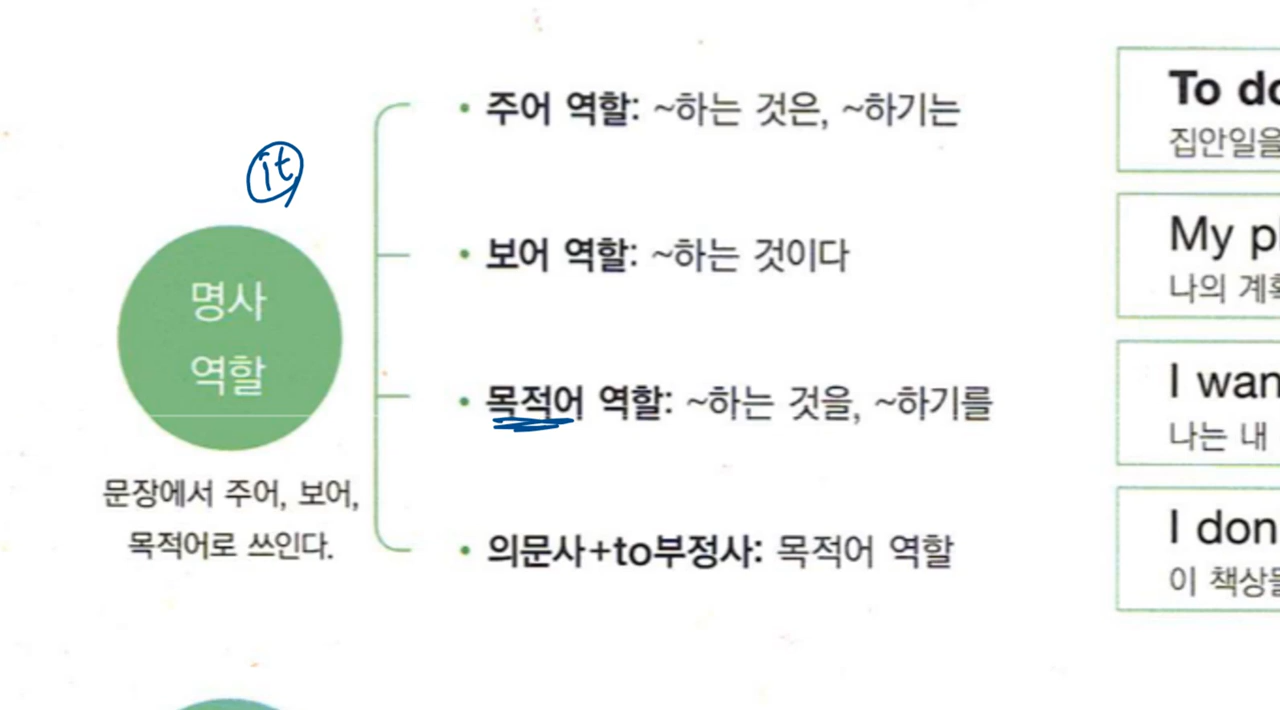 it
명사
역할
문장에서 주어, 보어,
목적어로 쓰인다.
• 주어 역할: ~하는 것은, ~하기는
• 보어 역할: ~하는 것이다
• 목적어 역할: ~하는 것을, ~하기를
• 의문사+to부정사: 목적어 역할
To do
집안일을
My pl
나의 계획
I wan
나는 내
I don
이 책상들